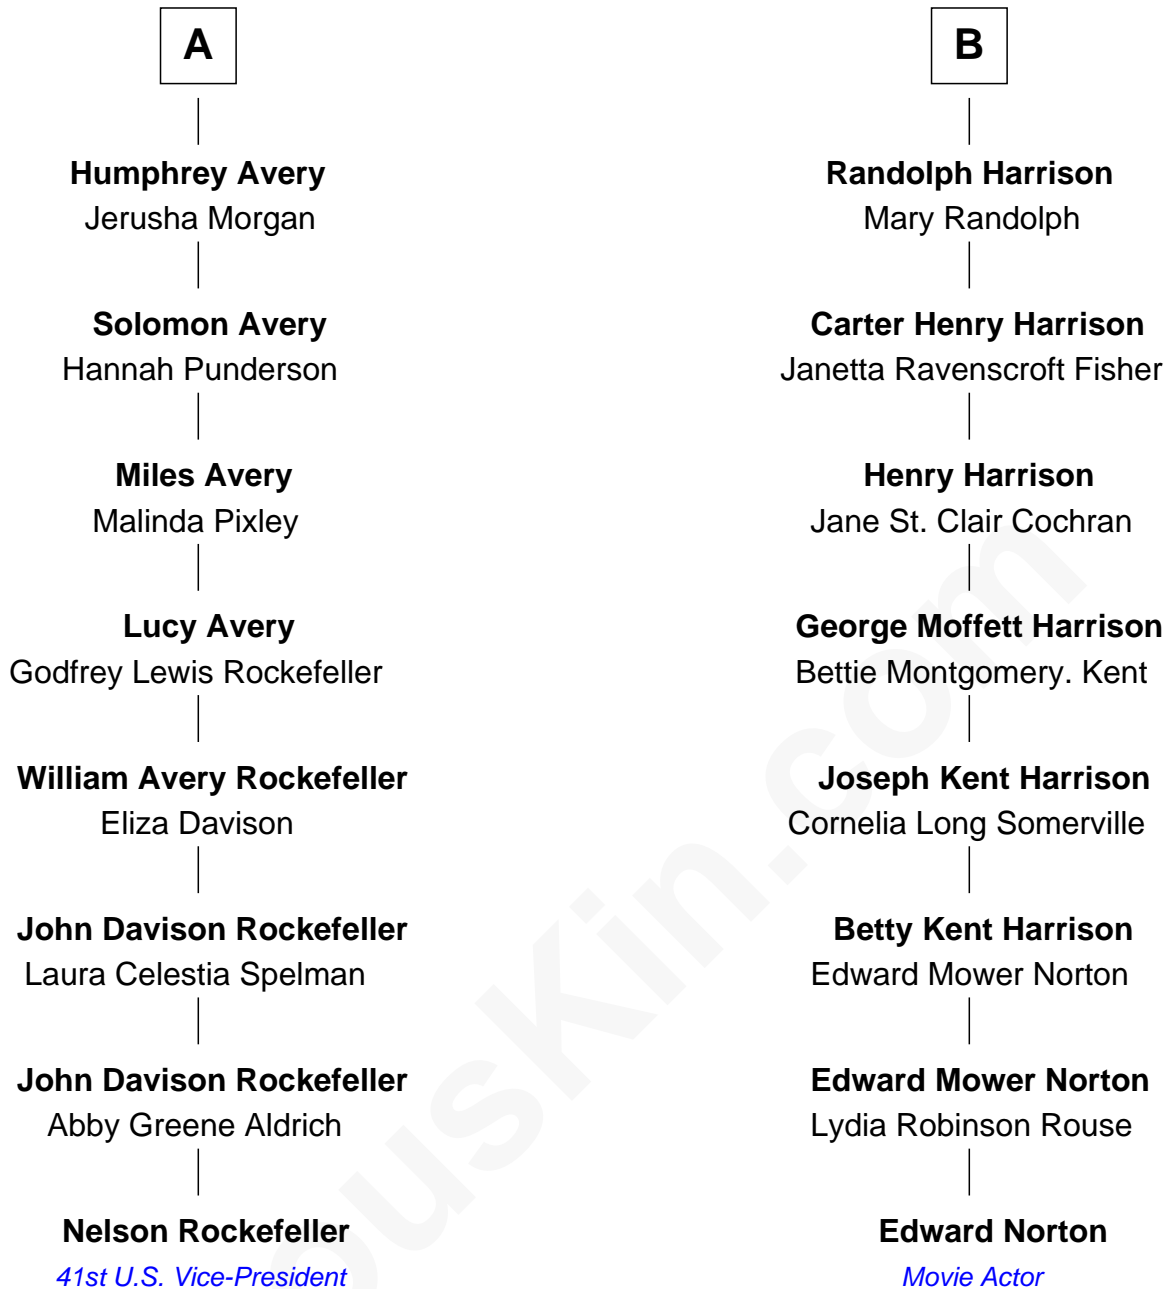 A
Humphrey Avery
Jerusha Morgan
Solomon Avery
Hannah Punderson
Miles Avery
Malinda Pixley
Lucy Avery
Godfrey Lewis Rockefeller
William Avery Rockefeller
Eliza Davison
John Davison Rockefeller
Laura Celestia Spelman
John Davison Rockefeller
Abby Greene Aldrich
Nelson Rockefeller
41st U.S. Vice-President
B
Randolph Harrison
Mary Randolph
Carter Henry Harrison
Janetta Ravenscroft Fisher
Henry Harrison
Jane St. Clair Cochran
George Moffett Harrison
Bettie Montgomery. Kent
Joseph Kent Harrison
Cornelia Long Somerville
Betty Kent Harrison
Edward Mower Norton
Edward Mower Norton
Lydia Robinson Rouse
Edward Norton
Movie Actor
ousKin.com